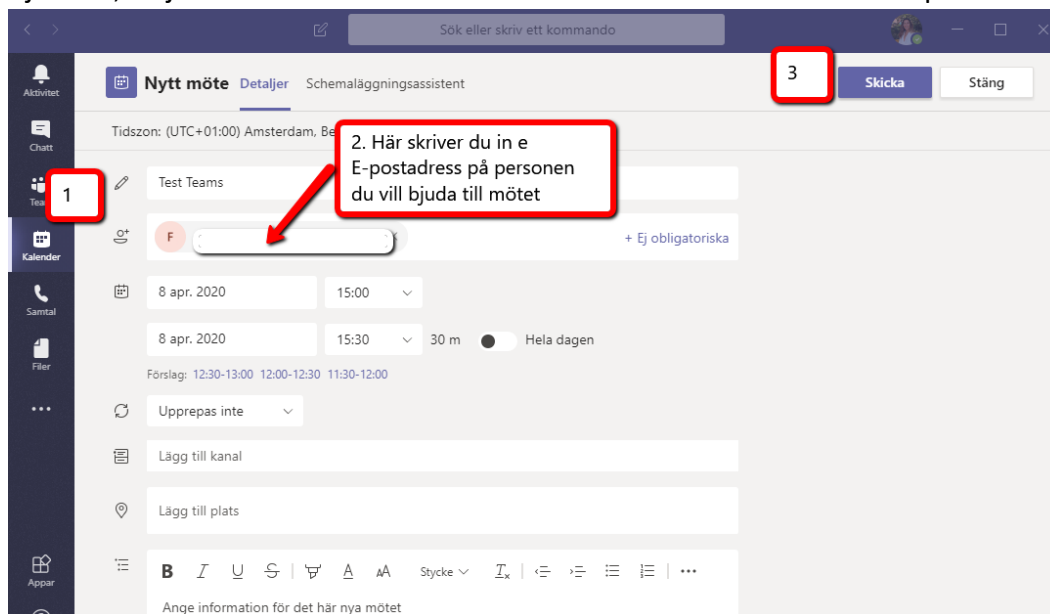 Sök eller skriv ett kommando
Aktivitet
Chatt
Kalender
Samtal
Filer
Appar
Nytt möte Detaljer Schemaläggningsassistent
3
Skicka Stäng
Tidszon: (UTC+01:00) Amsterdam,
2. Här skriver du in e
E-postadress på personen
du vill bjuda till mötet
1
Test Teams
F
+ Ej obligatoriska
8 apr. 2020 15:00
8 apr. 2020 15:30 30 m Hela dagen
Förslag: 12:30-13:00 12:00-12:30 11:30-12:00
Upprepas inte
Lägg till kanal
Lägg till plats
B I U S A AA Stycke
Ange information för det här nya mötet